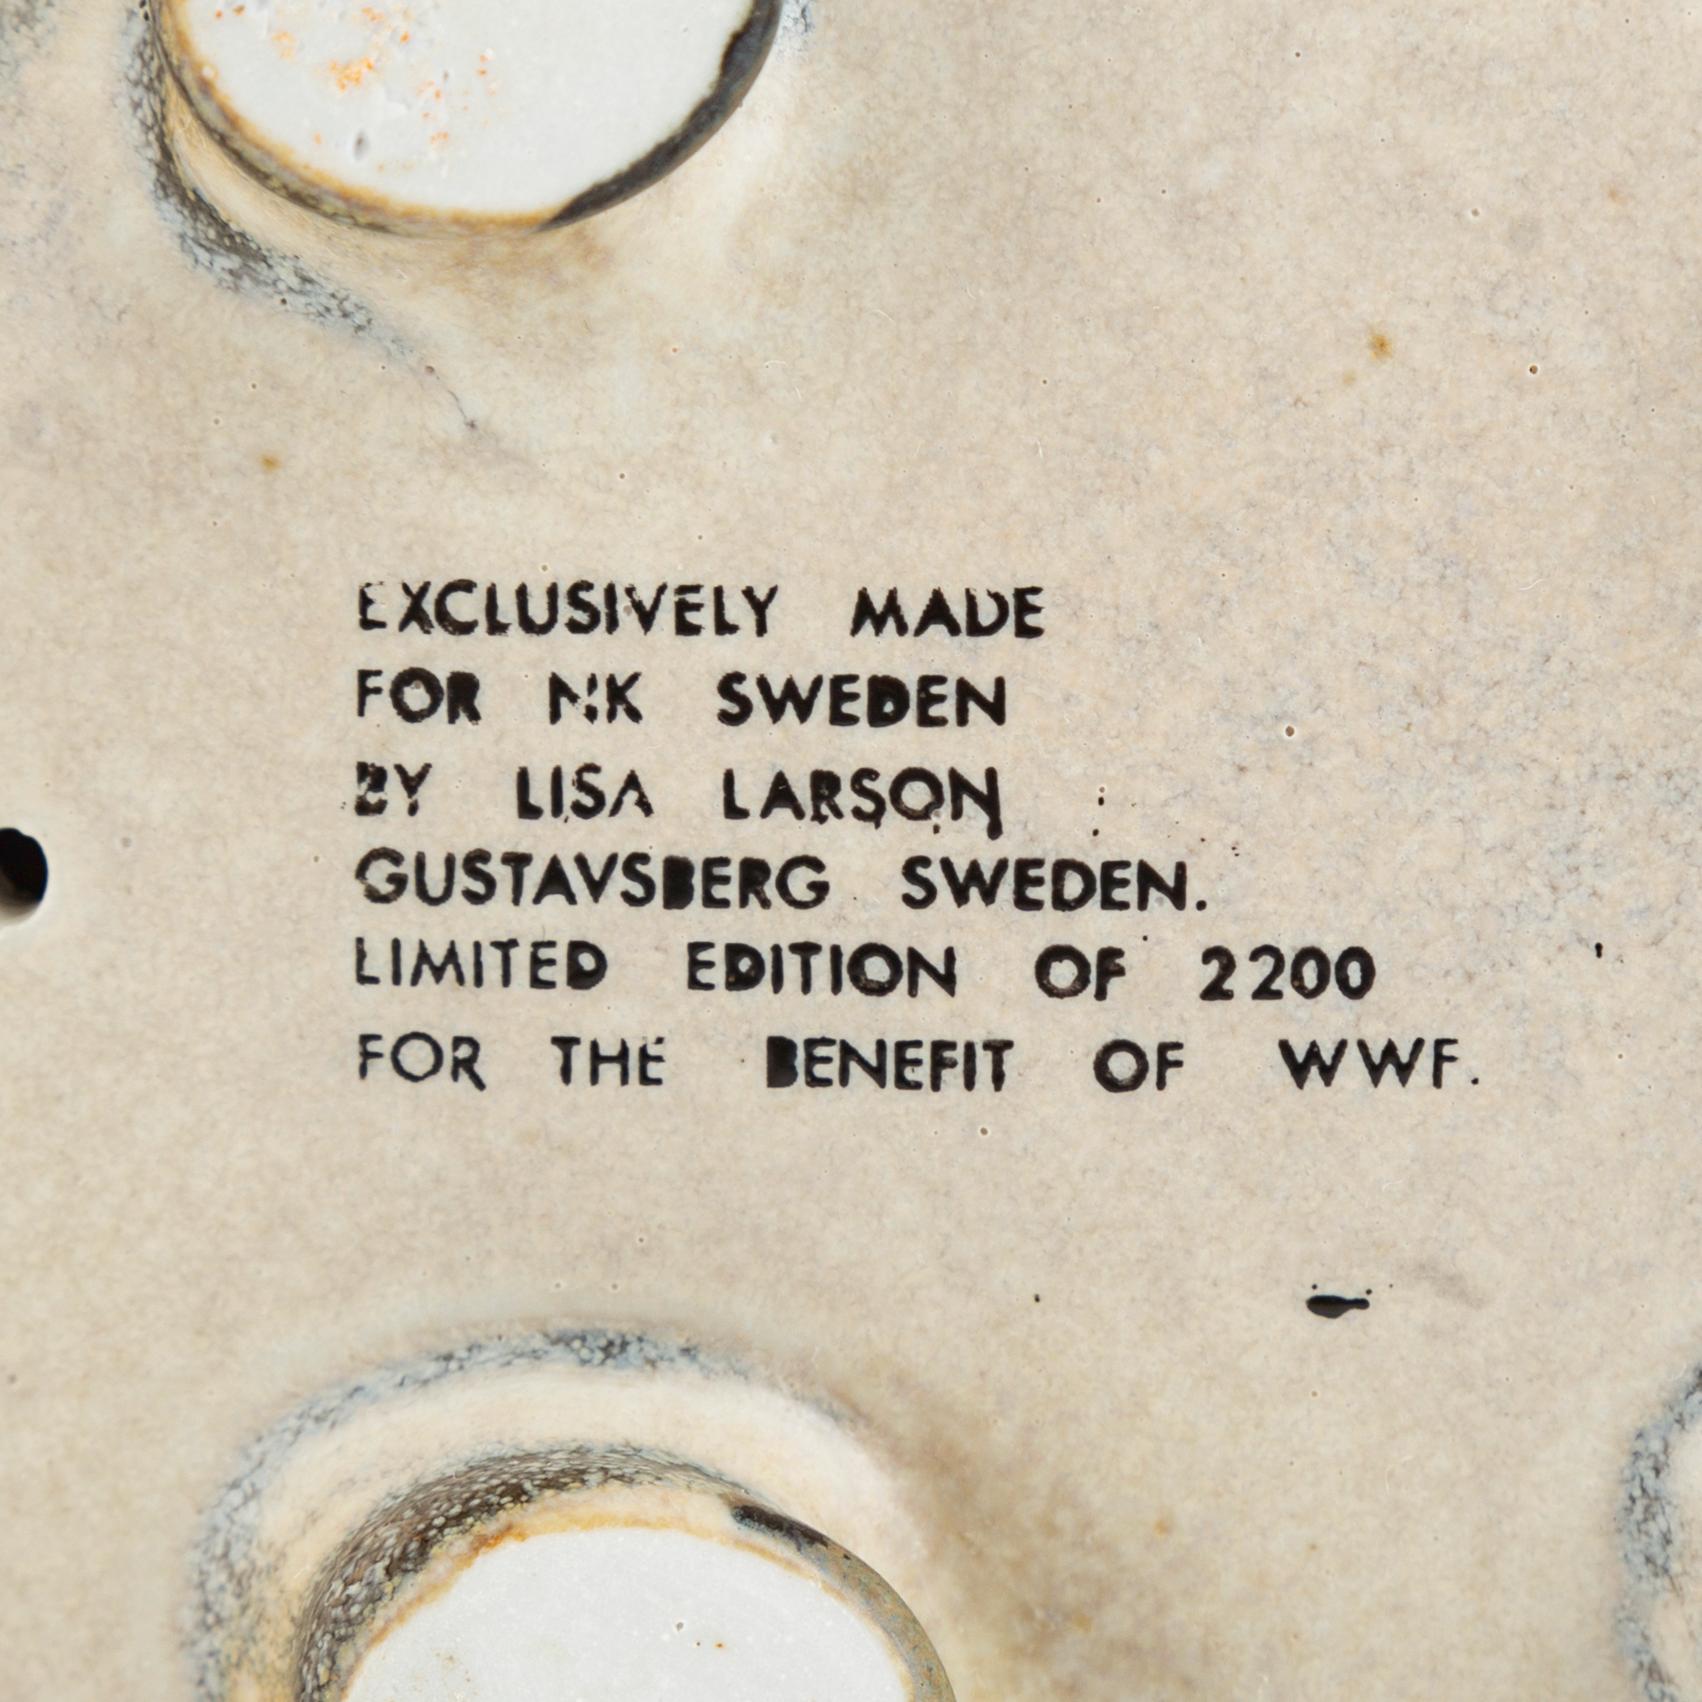 EXCLUSIVELY MADE
FOR NK SWEDEN
BY LISA LARSON
GUSTAVSBERG SWEDEN.
LIMITED EDITION OF 2200
FOR THE BENEFIT OF WWF.